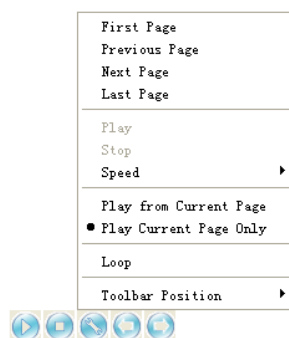 First Page
Previous Page
Next Page
Last Page
Play
Stop
Speed
Play from Current Page
Play Current Page Only
Loop
Toolbar Position